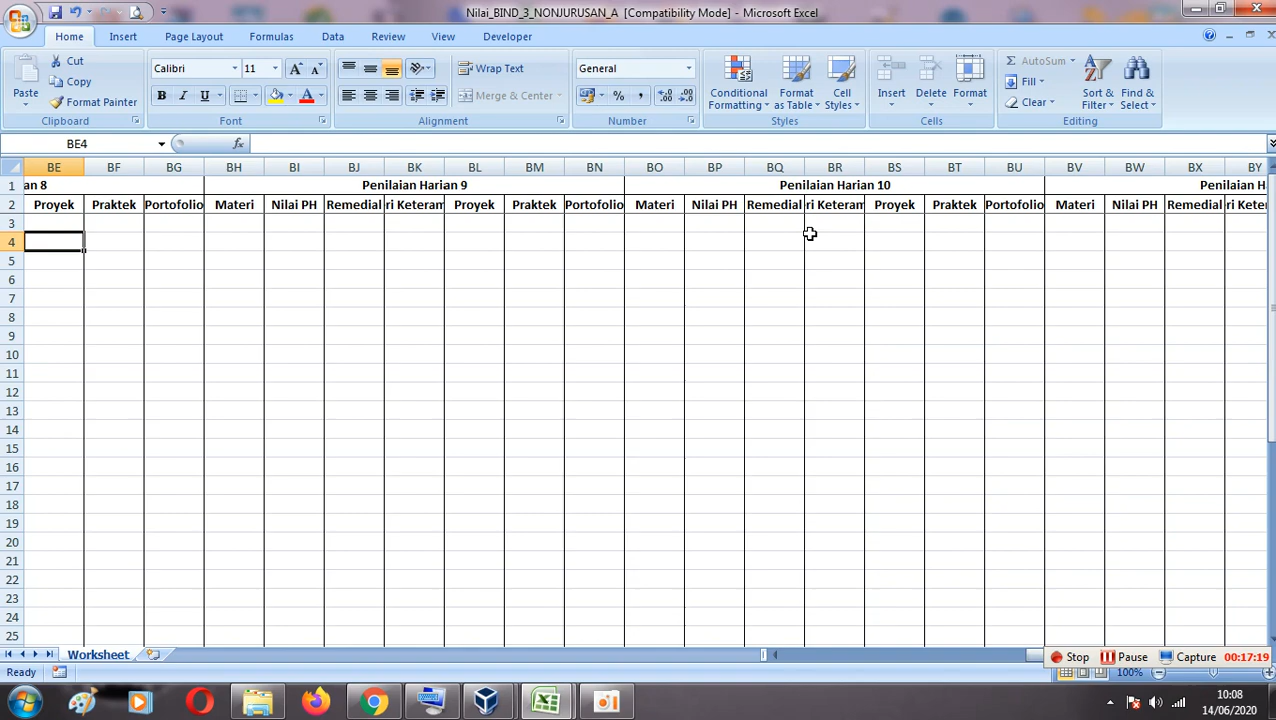 Nilai_BIND_3_NONJURUSAN_A [Compatibility Mode] - Microsoft Excel
Home Insert Page Layout Formulas Data Review View Developer
Paste Cut Copy Format Painter Clipboard
Calibri 11 B I U Font
Wrap Text Merge & Center Alignment
General % , Number
Conditional Formatting Format as Table Cell Styles Styles
Insert Delete Format Cells
AutoSum Fill Clear Sort & Filter Find & Select Editing
BE4 fx
BE BF BG BH BI BJ BK BL BM BN BO BP BQ BR BS BT BU BV BW BX BY
1 an 8 Penilaian Harian 9 Penilaian Harian 10 Penilaian H
2 Proyek Praktek Portofolio Materi Nilai PH Remedial ri Keteram Proyek Praktek Portofolio Materi Nilai PH Remedial ri Keteram Proyek Praktek Portofolio Materi Nilai PH Remedial ri Kete
3
4
5
6
7
8
9
10
11
12
13
14
15
16
17
18
19
20
21
22
23
24
25
Worksheet
Stop Pause Capture 00:17:19
Ready 100%
10:08
14/06/2020